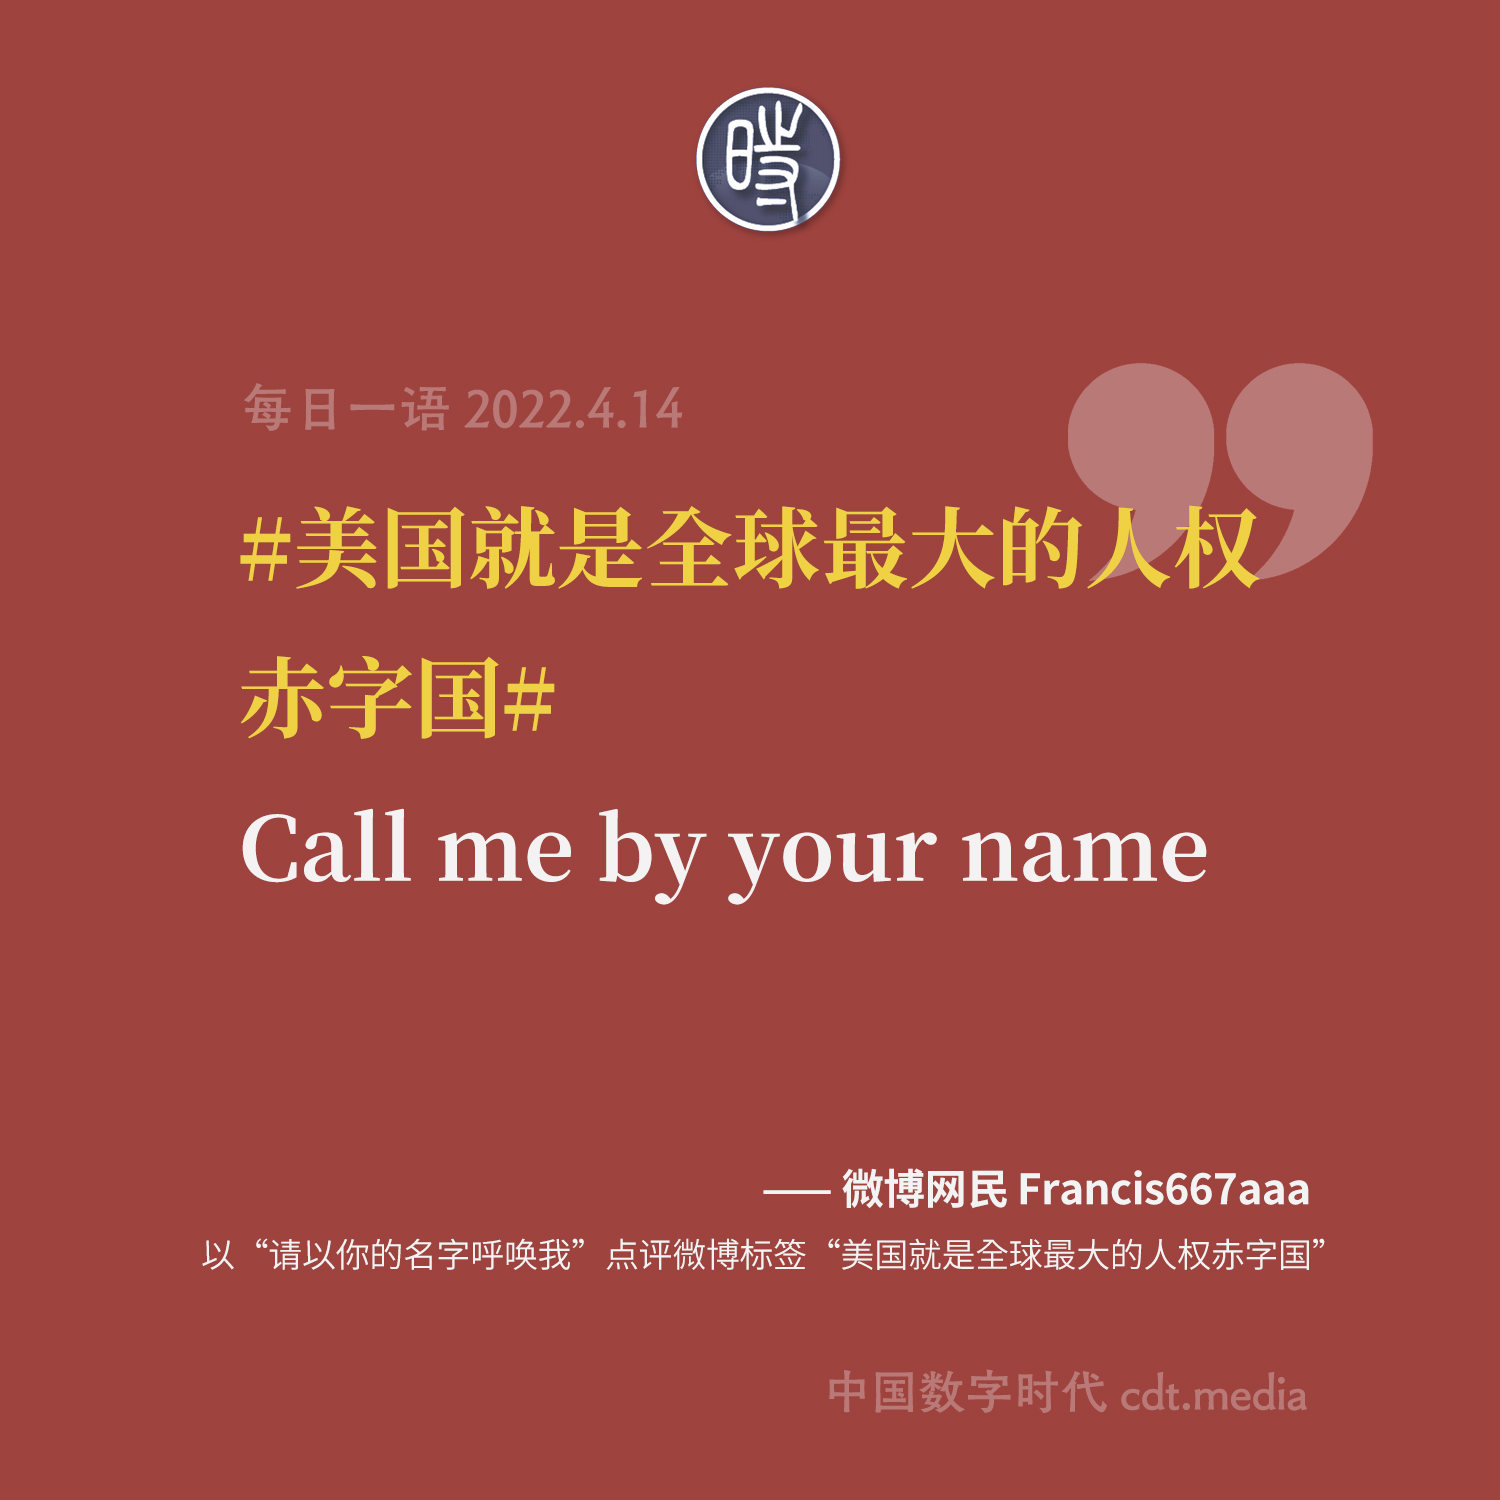 時
每日一语 2022.4.14
#美国就是全球最大的人权
赤字国#
Call me by your name
—— 微博网民 Francis667aaa
以“请以你的名字呼唤我”点评微博标签“美国就是全球最大的人权赤字国”
中国数字时代 cdt.media